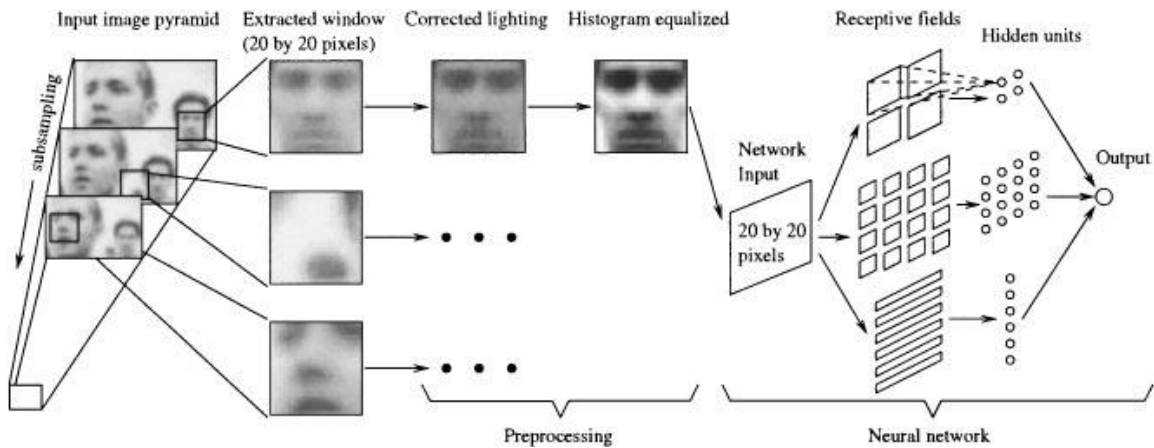 Input image pyramid
Extracted window
(20 by 20 pixels)
Corrected lighting
Histogram equalized
Receptive fields
Hidden units
subsampling
Network
Input
20 by 20
pixels
Output
Preprocessing
Neural network